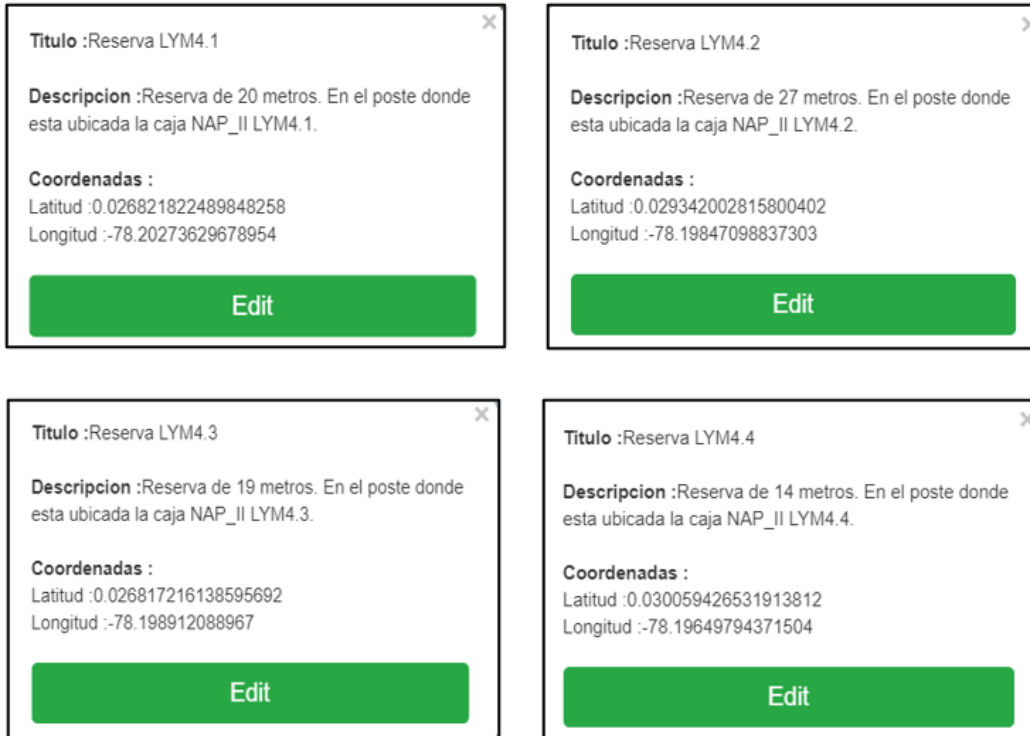 Titulo :Reserva LYM4.1
Descripcion :Reserva de 20 metros. En el poste donde
esta ubicada la caja NAP_II LYM4.1.
Coordenadas :
Latitud :0.026821822489848258
Longitud :-78.20273629678954
Edit
Titulo :Reserva LYM4.2
Descripcion :Reserva de 27 metros. En el poste donde
esta ubicada la caja NAP_II LYM4.2.
Coordenadas :
Latitud :0.029342002815800402
Longitud :-78.19847098837303
Edit
Titulo :Reserva LYM4.3
Descripcion :Reserva de 19 metros. En el poste donde
esta ubicada la caja NAP_II LYM4.3.
Coordenadas :
Latitud :0.026817216138595692
Longitud :-78.198912088967
Edit
Titulo :Reserva LYM4.4
Descripcion :Reserva de 14 metros. En el poste donde
esta ubicada la caja NAP_II LYM4.4.
Coordenadas :
Latitud :0.030059426531913812
Longitud :-78.19649794371504
Edit